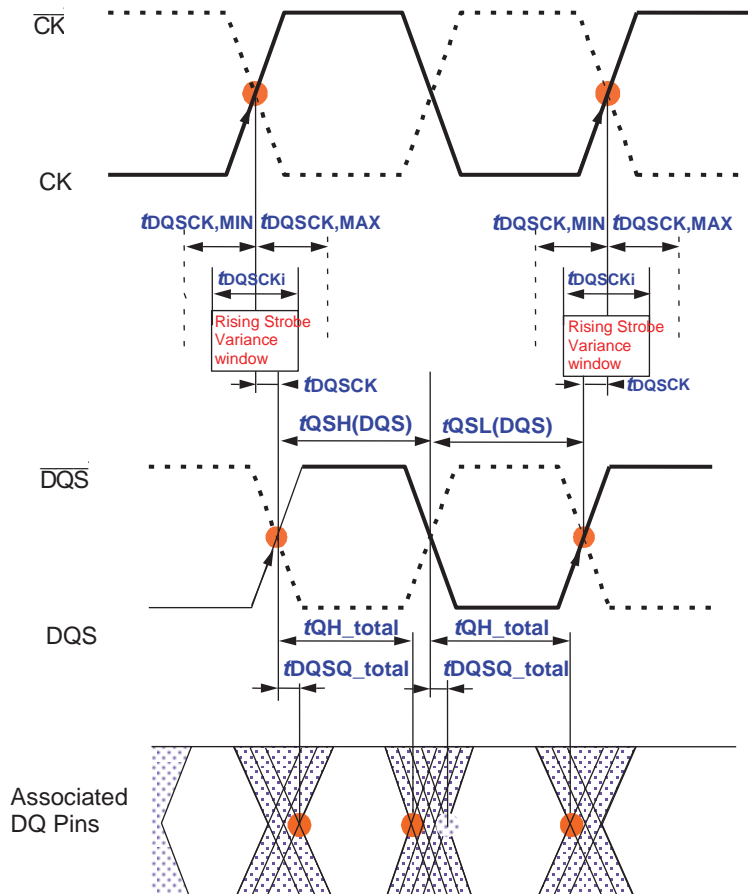 CK
CK
tDQSCK,MIN tDQSCK,MAX tDQSCK,MIN tDQSCK,MAX
tDQSCKi tDQSCKi
Rising Strobe
Variance
window
Rising Strobe
Variance
window
tDQSCK tDQSCK
tQSH(DQS) tQSL(DQS)
DQS
DQS
tQH_total tQH_total
tDQSQ_total tDQSQ_total
Associated
DQ Pins